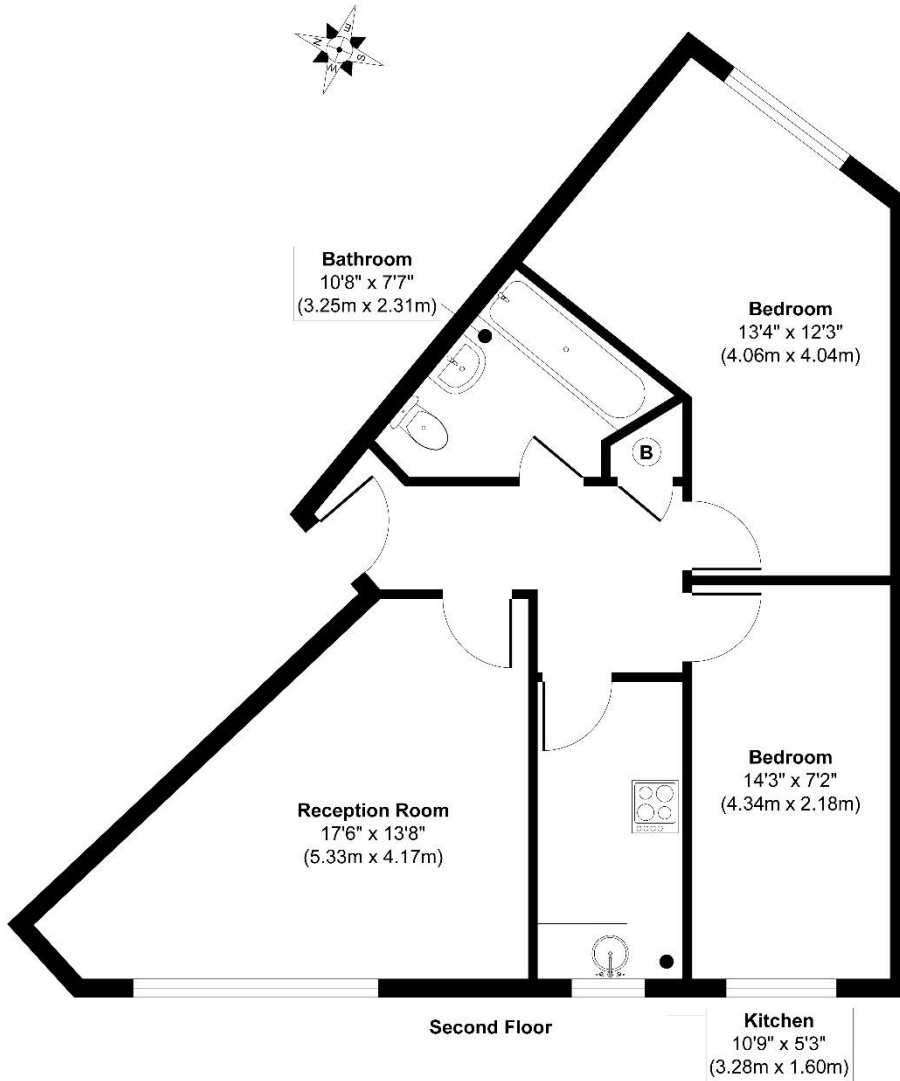 N
E
S
W
Bathroom
10'8" x 7'7"
(3.25m x 2.31m)
Bedroom
13'4" x 12'3"
(4.06m x 4.04m)
B
Bedroom
14'3" x 7'2"
(4.34m x 2.18m)
Reception Room
17'6" x 13'8"
(5.33m x 4.17m)
Second Floor
Kitchen
10'9" x 5'3"
(3.28m x 1.60m)